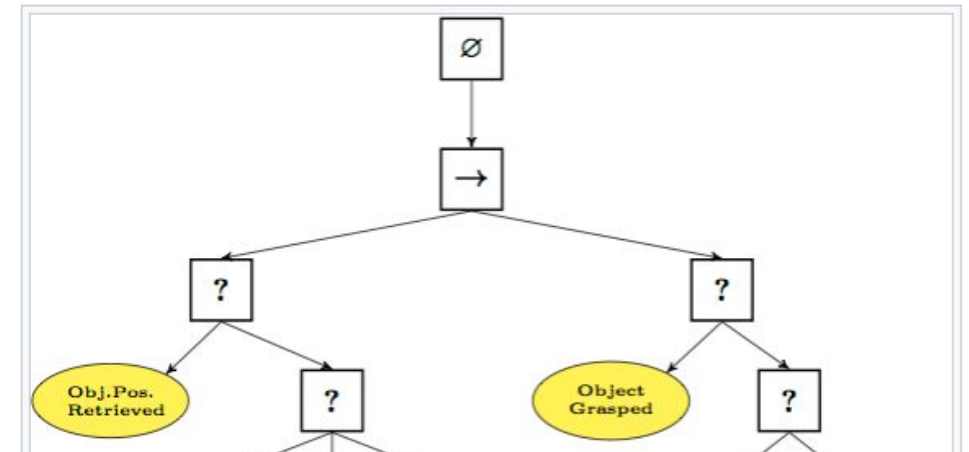 ∅
→
?
?
Obj.Pos.
Retrieved
?
Object
Grasped
?